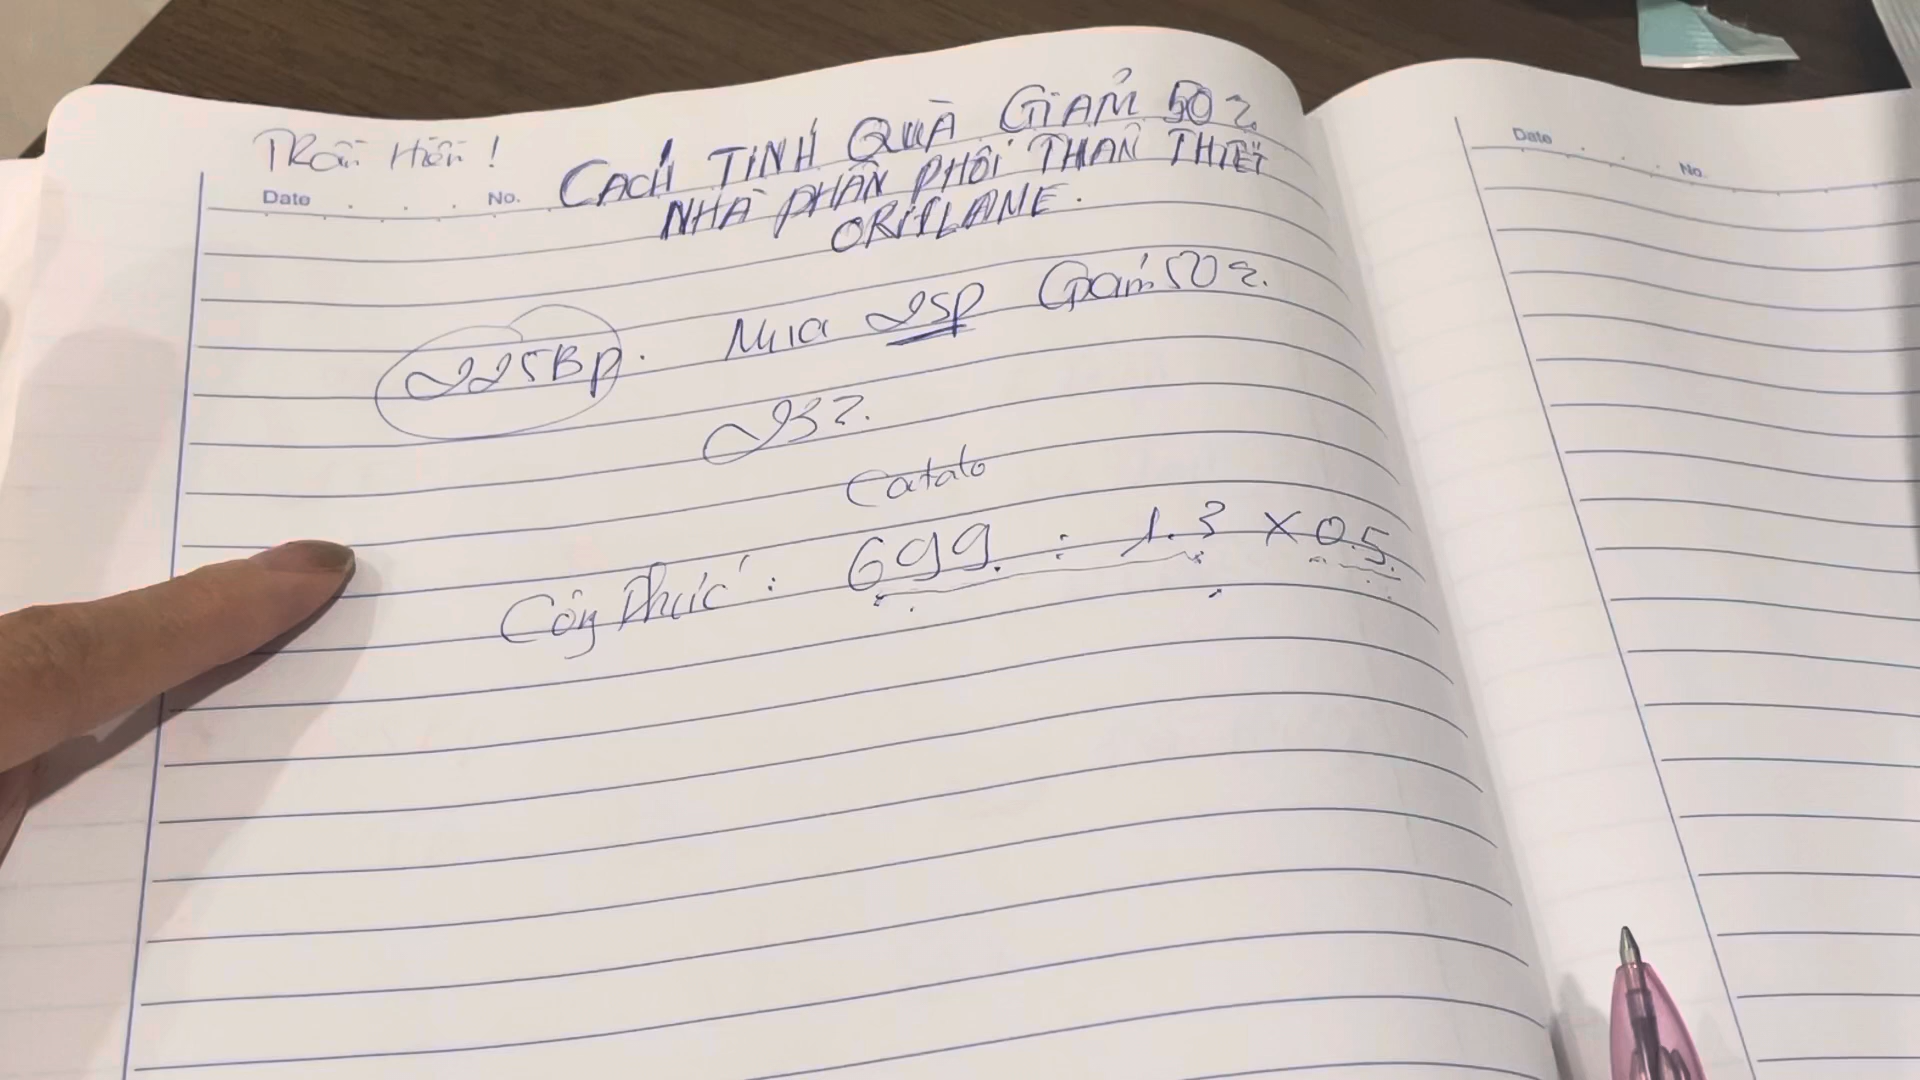 Trần Hiền!
Date No.
CÁCH TÍNH QUÀ GIẢM 50%
NHÀ PHÂN PHỐI THÂN THIẾT
ORIFLAME.
225Bp. Mua 2SP Giảm 50%.
23%.
Catalo
Công thức: 699 : 1.3 x 0.5
Date
No.